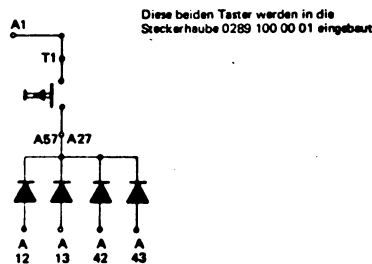 A1
Diese beiden Taster werden in die
Steckerhaube 0289 100 00 01 eingebaut
T1
A57 A27
A A A A
12 13 42 43